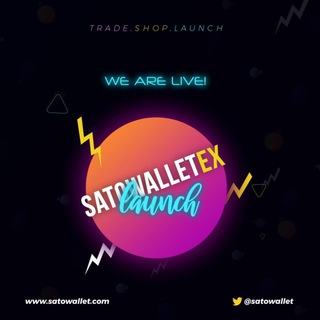 TRADE.SHOP.LAUNCH
WE ARE LIVE!
SATOWALLETEX
launch
www.satowallet.com
@satowallet